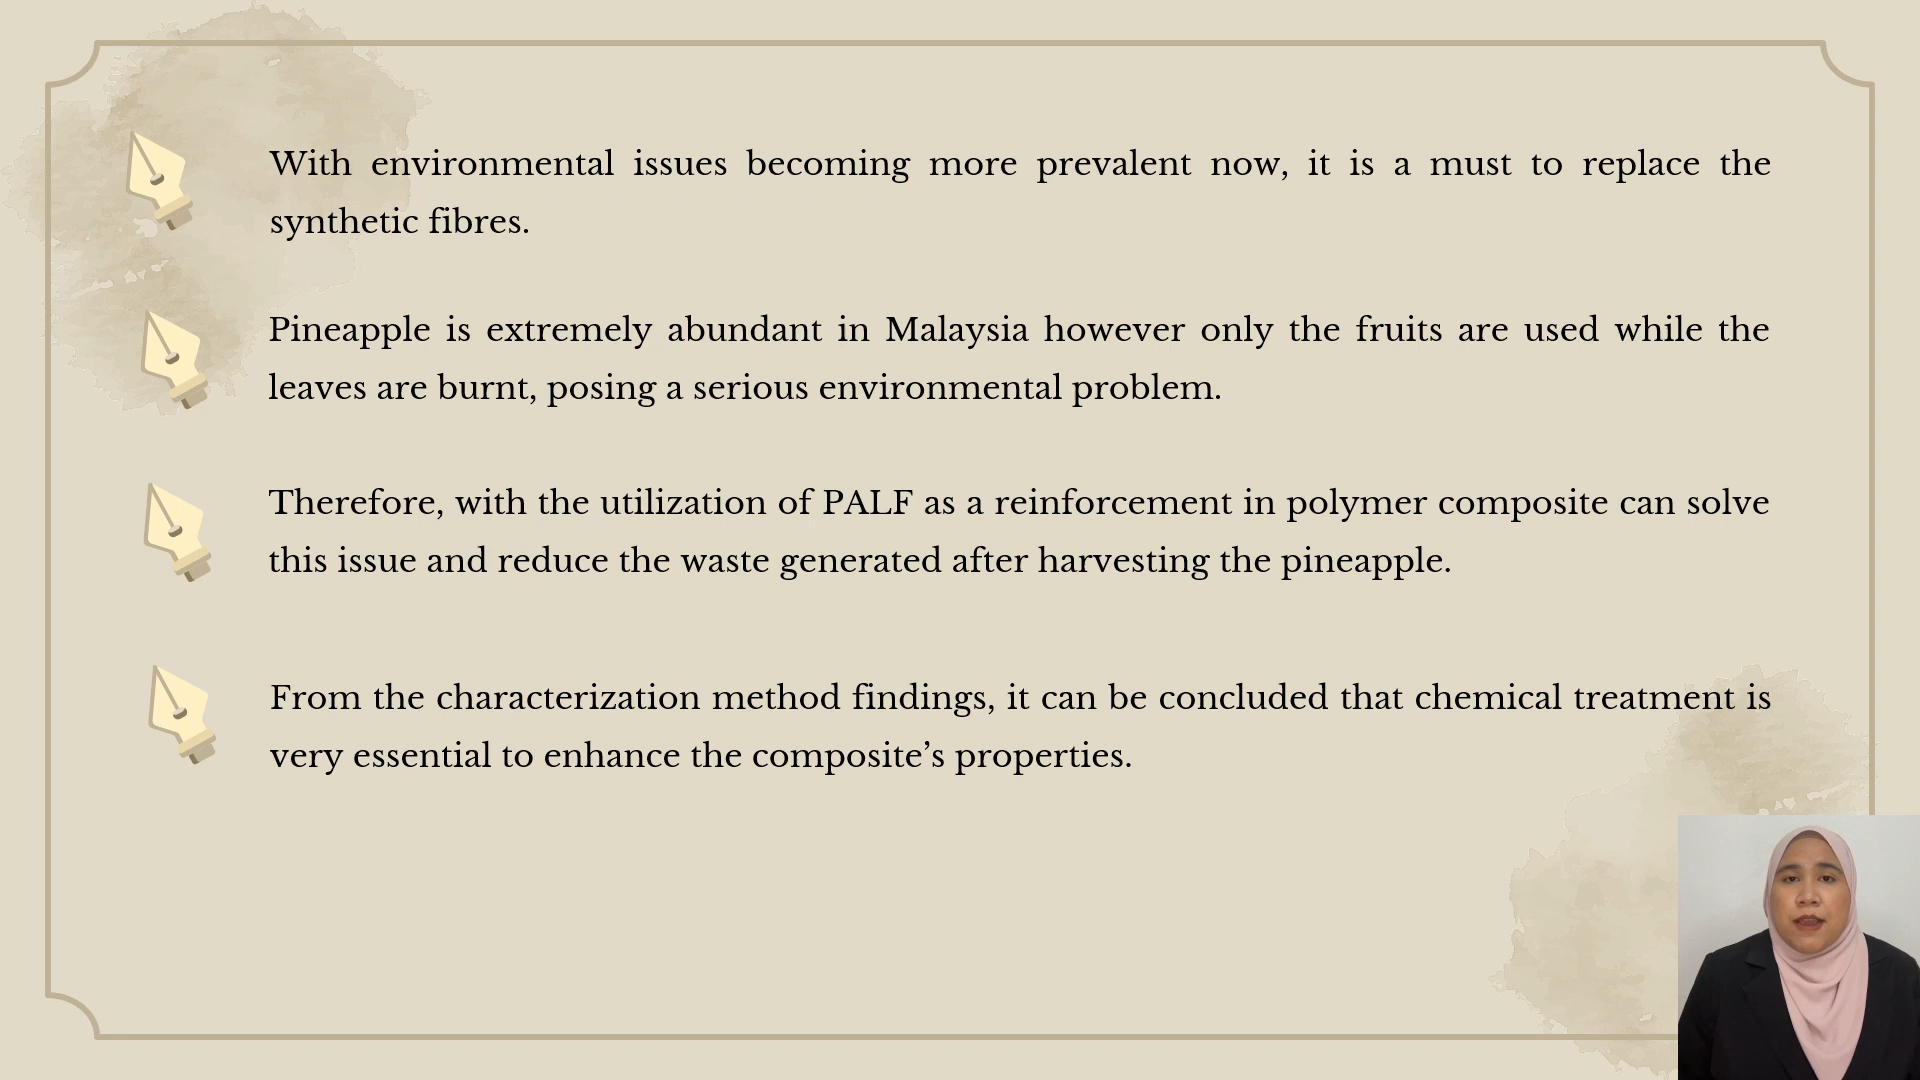 With environmental issues becoming more prevalent now, it is a must to replace the
synthetic fibres.
Pineapple is extremely abundant in Malaysia however only the fruits are used while the
leaves are burnt, posing a serious environmental problem.
Therefore, with the utilization of PALF as a reinforcement in polymer composite can solve
this issue and reduce the waste generated after harvesting the pineapple.
From the characterization method findings, it can be concluded that chemical treatment is
very essential to enhance the composite’s properties.